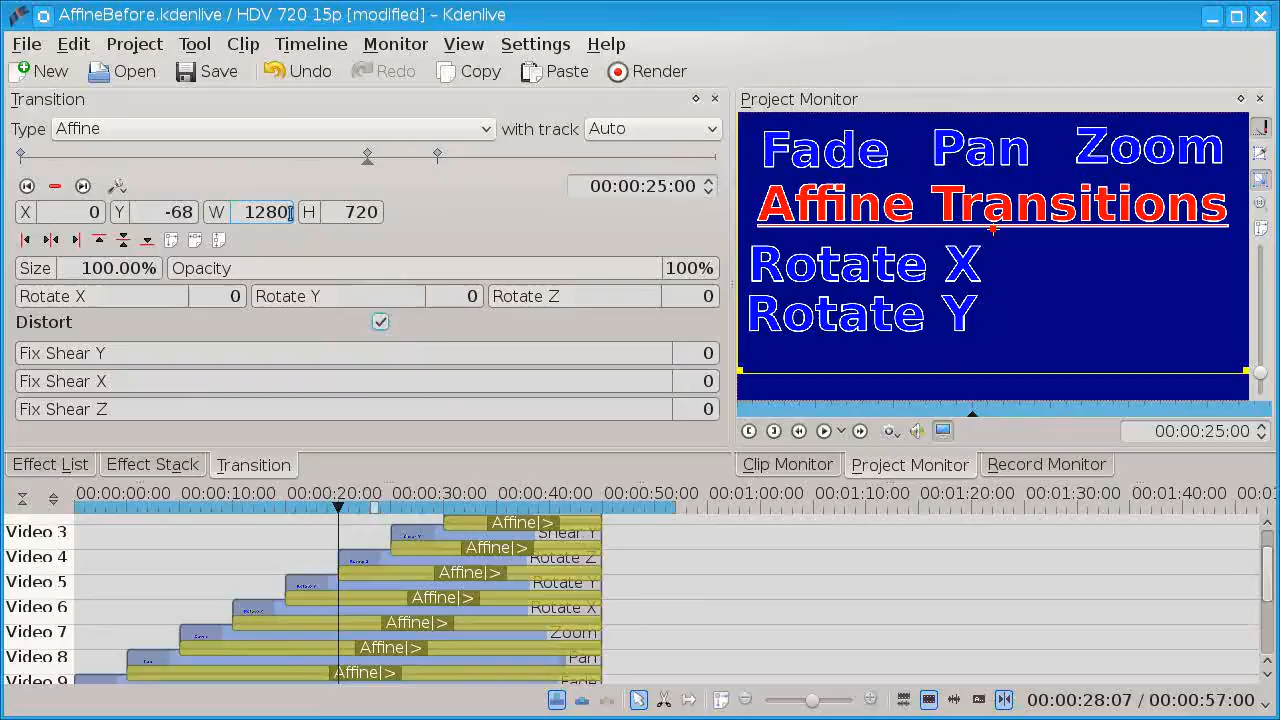 AffineBefore.kdenlive / HDV 720 15p [modified] – Kdenlive
File Edit Project Tool Clip Timeline Monitor View Settings Help
New Open Save Undo Redo Copy Paste Render
Transition
Project Monitor
Type Affine with track Auto
00:00:25:00
X 0 Y -68 W 1280 H 720
Size 100.00% Opacity 100%
Rotate X 0 Rotate Y 0 Rotate Z 0
Distort
Fix Shear Y 0
Fix Shear X 0
Fix Shear Z 0
Fade Pan Zoom
Affine Transitions
Rotate X
Rotate Y
00:00:25:00
Effect List Effect Stack Transition
Clip Monitor Project Monitor Record Monitor
00:00:00:00 00:00:10:00 00:00:20:00 00:00:30:00 00:00:40:00 00:00:50:00 00:01:00:00 00:01:10:00 00:01:20:00 00:01:30:00 00:01:40:00
Affine|>
Video 3 Shear Y
Affine|>
Video 4 Rotate Z
Affine|>
Video 5 Rotate Y
Affine|>
Video 6 Rotate X
Affine|>
Video 7 Zoom
Affine|>
Video 8 Pan
Affine|>
Video 9 Fade
00:00:28:07 / 00:00:57:00